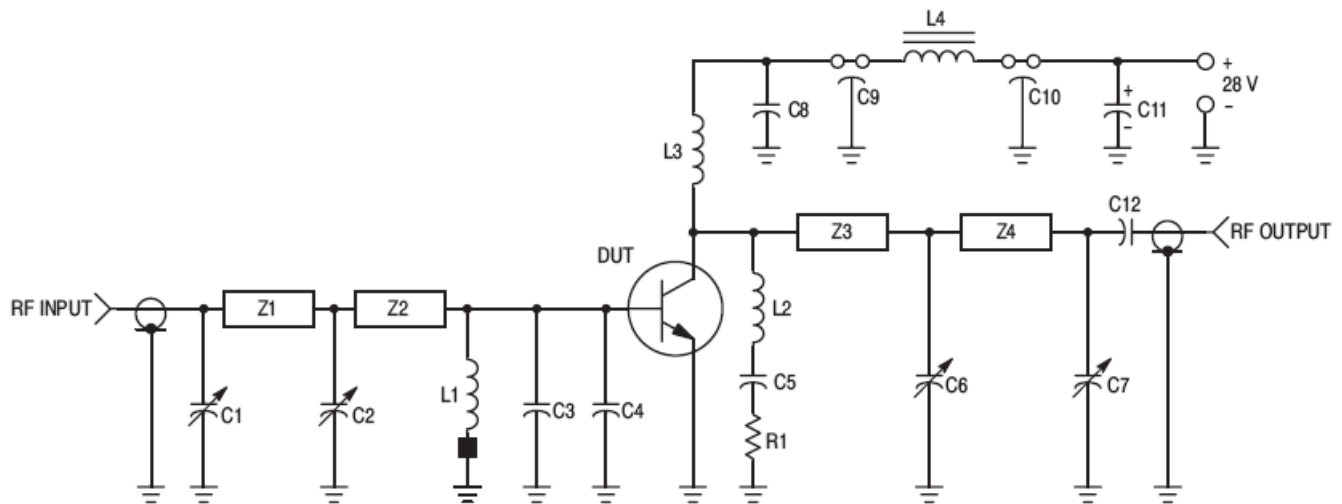 L4
+
28 V
-
C8
C9
C10
+
C11
-
L3
C12
Z3
Z4
RF OUTPUT
DUT
RF INPUT
Z1
Z2
L2
L1
C1
C2
C3
C4
C5
C6
C7
R1